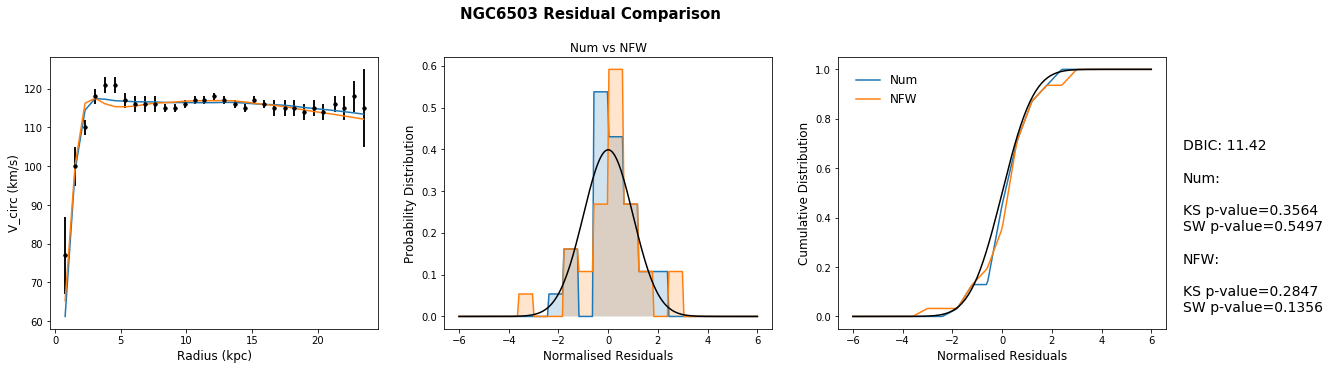 NGC6503 Residual Comparison
V_circ (km/s)
120
110
100
90
80
70
60
0
5
10
15
20
Radius (kpc)
Num vs NFW
Probability Distribution
0.6
0.5
0.4
0.3
0.2
0.1
0.0
−6
−4
−2
0
2
4
6
Normalised Residuals
Cumulative Distribution
1.0
0.8
0.6
0.4
0.2
0.0
Num
NFW
−6
−4
−2
0
2
4
6
Normalised Residuals
DBIC: 11.42
Num:
KS p-value=0.3564
SW p-value=0.5497
NFW:
KS p-value=0.2847
SW p-value=0.1356